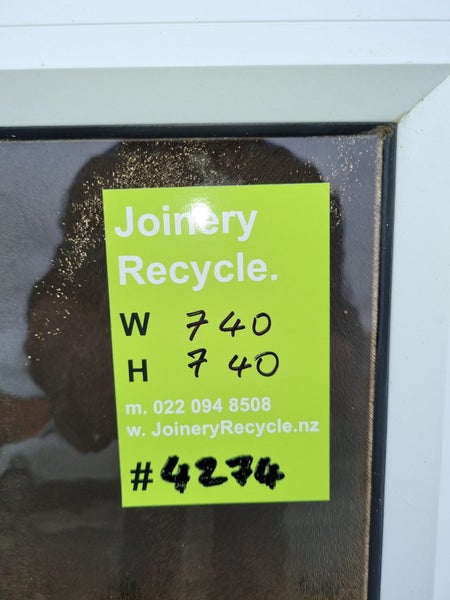 Joinery
Recycle.
W 740
H 740
m. 022 094 8508
w. JoineryRecycle.nz
#4274